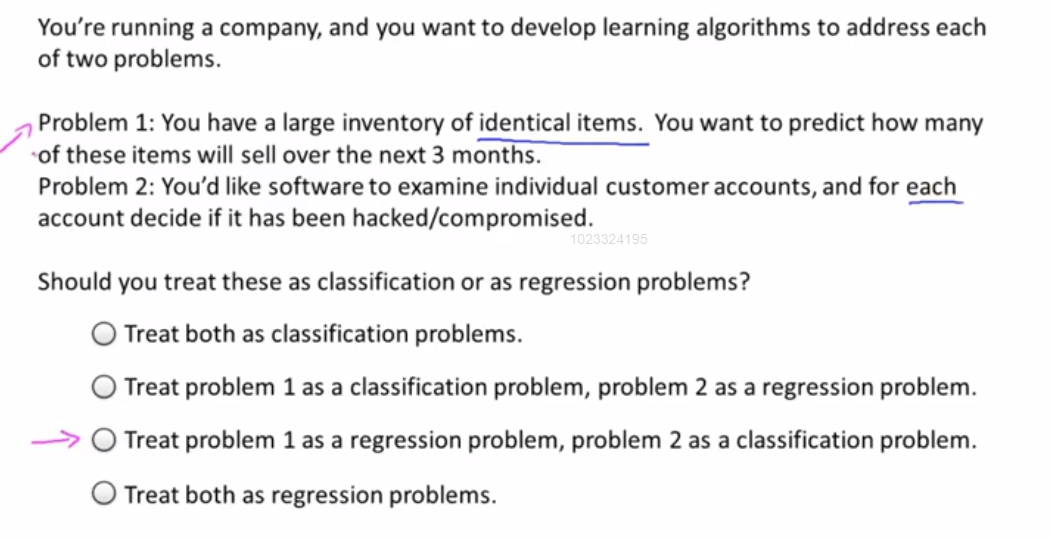 You're running a company, and you want to develop learning algorithms to address each
of two problems.
Problem 1: You have a large inventory of identical items. You want to predict how many
of these items will sell over the next 3 months.
Problem 2: You'd like software to examine individual customer accounts, and for each
account decide if it has been hacked/compromised.
1023324195
Should you treat these as classification or as regression problems?
Treat both as classification problems.
Treat problem 1 as a classification problem, problem 2 as a regression problem.
Treat problem 1 as a regression problem, problem 2 as a classification problem.
Treat both as regression problems.